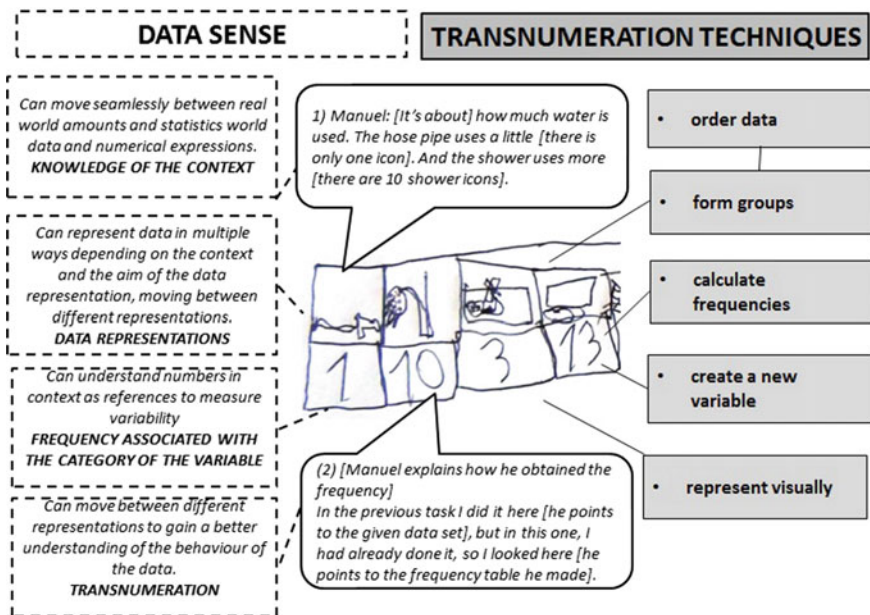 DATA SENSE
TRANSNUMERATION TECHNIQUES
Can move seamlessly between real
world amounts and statistics world
data and numerical expressions.
KNOWLEDGE OF THE CONTEXT
Can represent data in multiple
ways depending on the context
and the aim of the data
representation, moving between
different representations.
DATA REPRESENTATIONS
Can understand numbers in
context as references to measure
variability
FREQUENCY ASSOCIATED WITH
THE CATEGORY OF THE VARIABLE
Can move between different
representations to gain a better
understanding of the behaviour of
the data.
TRANSNUMERATION
1) Manuel: [It's about] how much water is
used. The hose pipe uses a little [there is
only one icon]. And the shower uses more
[there are 10 shower icons].
1 10 3 13
(2) [Manuel explains how he obtained the
frequency]
In the previous task I did it here [he points
to the given data set], but in this one, I
had already done it, so I looked here [he
points to the frequency table he made].
• order data
• form groups
• calculate
frequencies
• create a new
variable
• represent visually